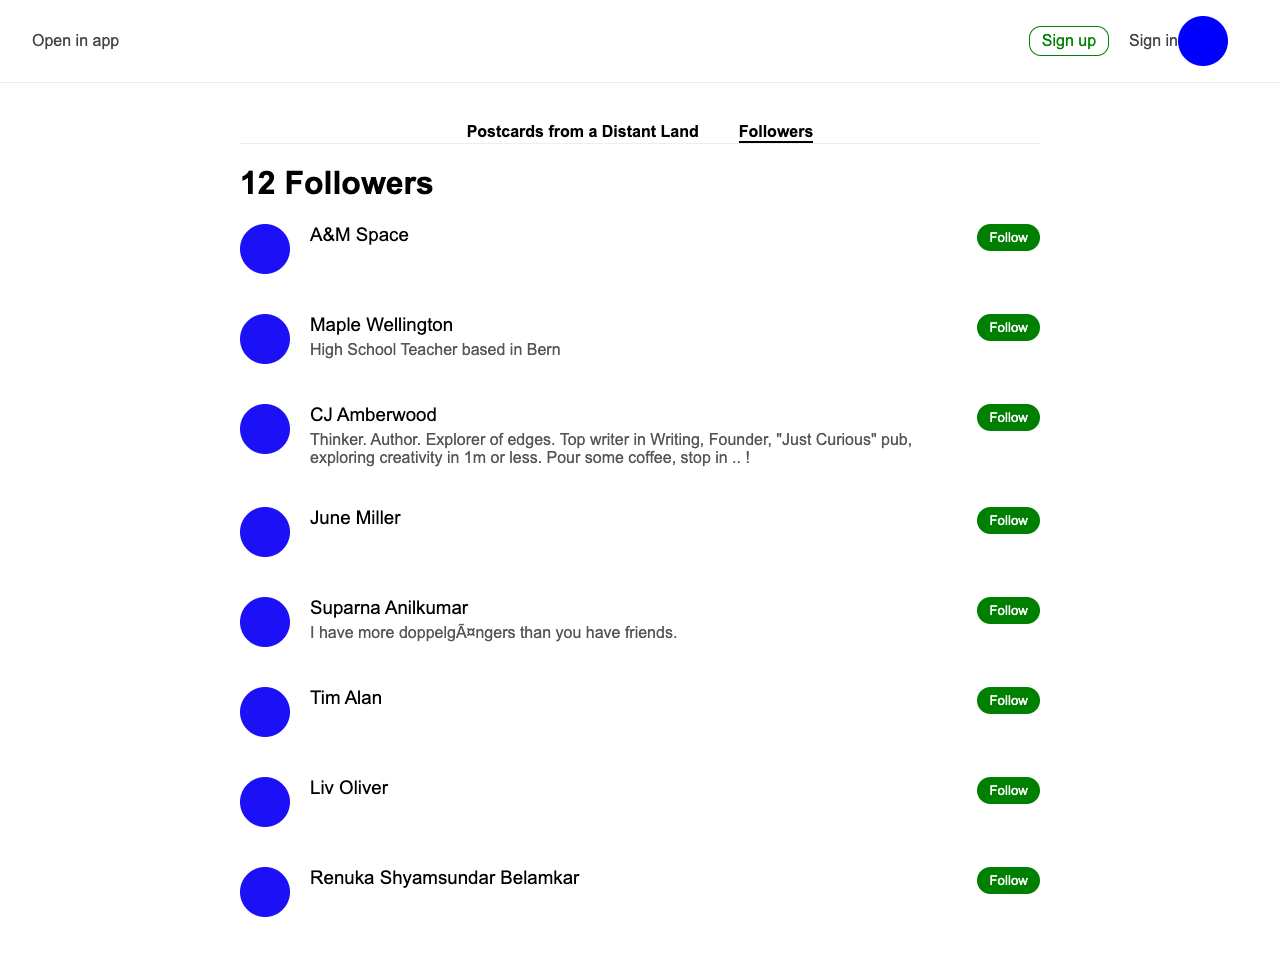 Open in app
Sign up
Sign in
Postcards from a Distant Land
Followers
12 Followers
A&M Space
Follow
Maple Wellington
Follow
High School Teacher based in Bern
CJ Amberwood
Follow
Thinker. Author. Explorer of edges. Top writer in Writing, Founder, "Just Curious" pub,
exploring creativity in 1m or less. Pour some coffee, stop in .. !
June Miller
Follow
Suparna Anilkumar
Follow
I have more doppelgÃ¤ngers than you have friends.
Tim Alan
Follow
Liv Oliver
Follow
Renuka Shyamsundar Belamkar
Follow